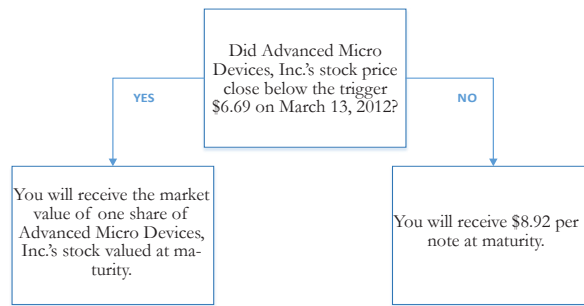 Did Advanced Micro
Devices, Inc.'s stock price
close below the trigger
$6.69 on March 13, 2012?
YES
NO
You will receive the market
value of one share of
Advanced Micro Devices,
Inc.'s stock valued at ma-
turity.
You will receive $8.92 per
note at maturity.